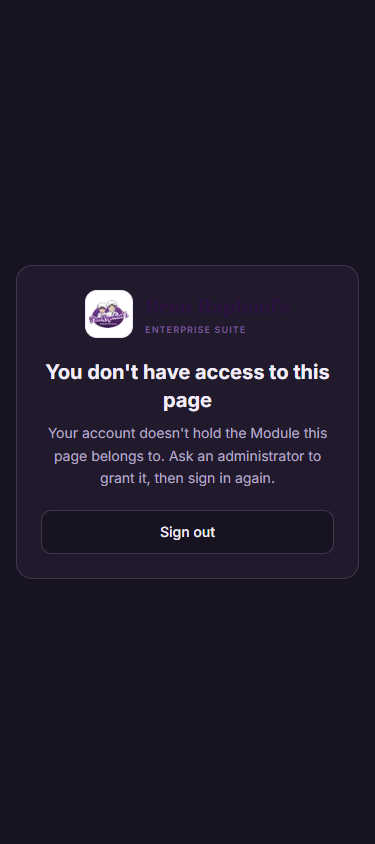 ENTERPRISE SUITE
You don't have access to this
page
Your account doesn't hold the Module this
page belongs to. Ask an administrator to
grant it, then sign in again.
Sign out